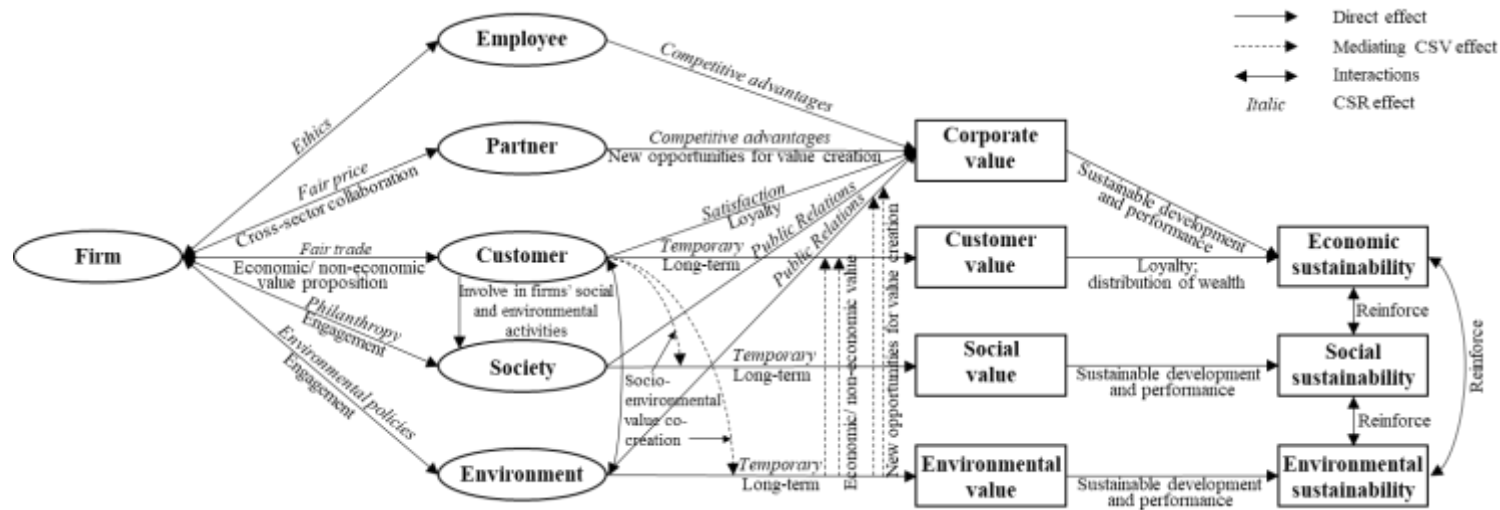 Direct effect
Mediating CSV effect
Interactions
Italic CSR effect
Employee
Partner
Firm
Customer
Society
Environment
Ethics
Fair price
Cross-sector collaboration
Fair trade
Economic/ non-economic
value proposition
Philanthropy
Engagement
Environmental policies
Engagement
Involve in firms' social
and environmental
activities
Competitive advantages
Competitive advantages
New opportunities for value creation
Satisfaction
Loyalty
Temporary
Long-term
Public Relations
Public Relations
Temporary
Long-term
Socio-
environmental
value co-
creation
Temporary
Long-term
Economic/ non-economic value
New opportunities for value creation
Corporate
value
Customer
value
Social
value
Environmental
value
Sustainable development
and performance
Loyalty;
distribution of wealth
Sustainable development
and performance
Sustainable development
and performance
Economic
sustainability
Reinforce
Social
sustainability
Reinforce
Environmental
sustainability
Reinforce